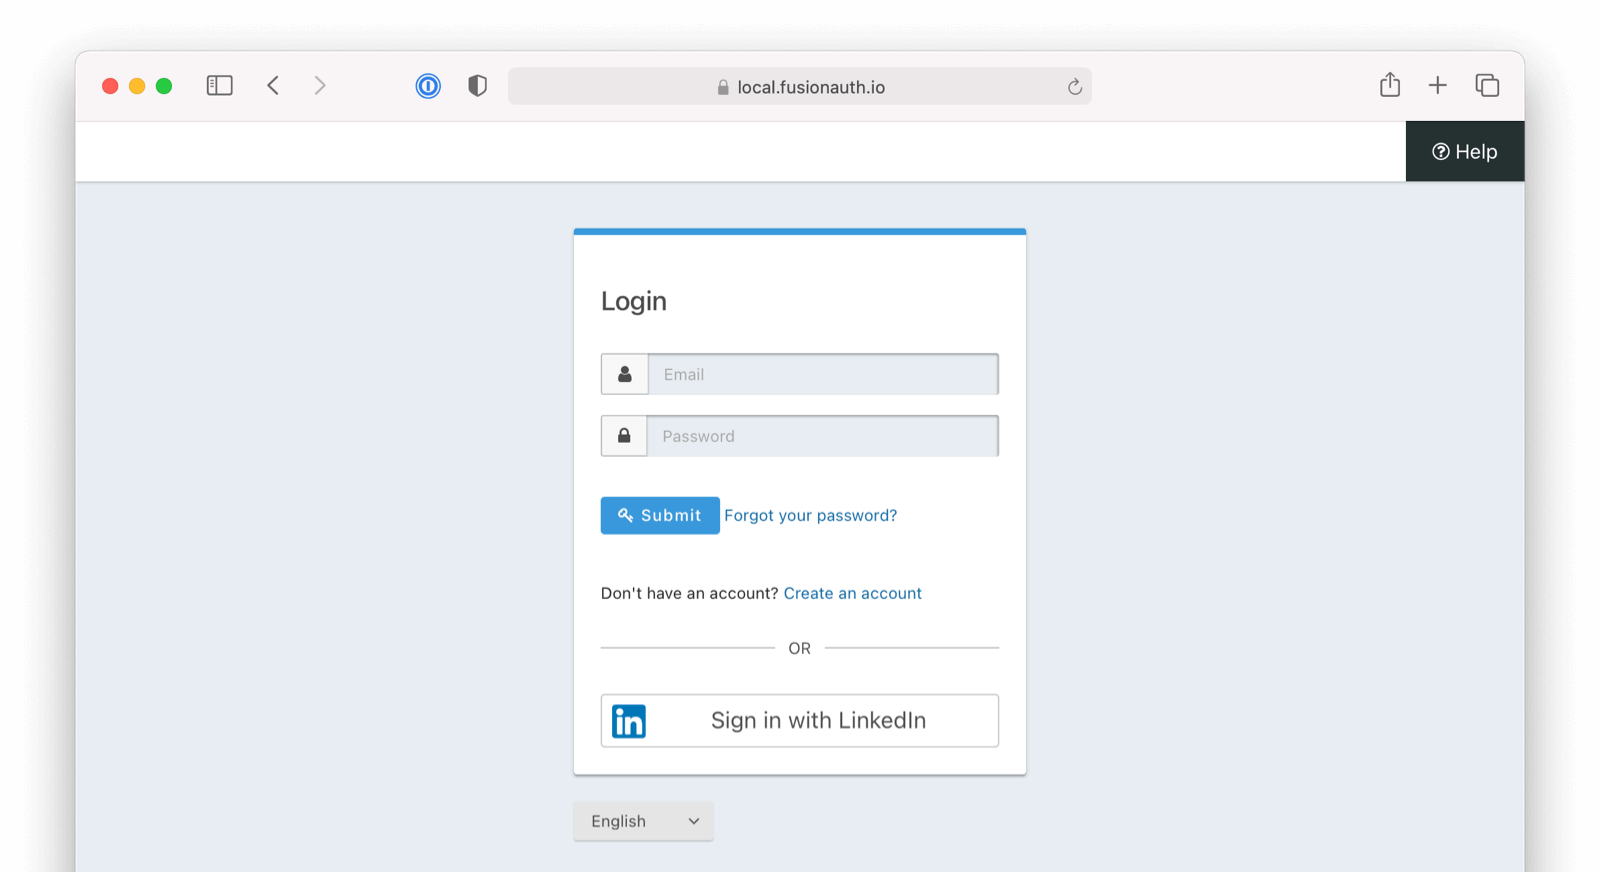 local.fusionauth.io
Help
Login
Email
Password
Submit Forgot your password?
Don't have an account? Create an account
OR
in Sign in with LinkedIn
English